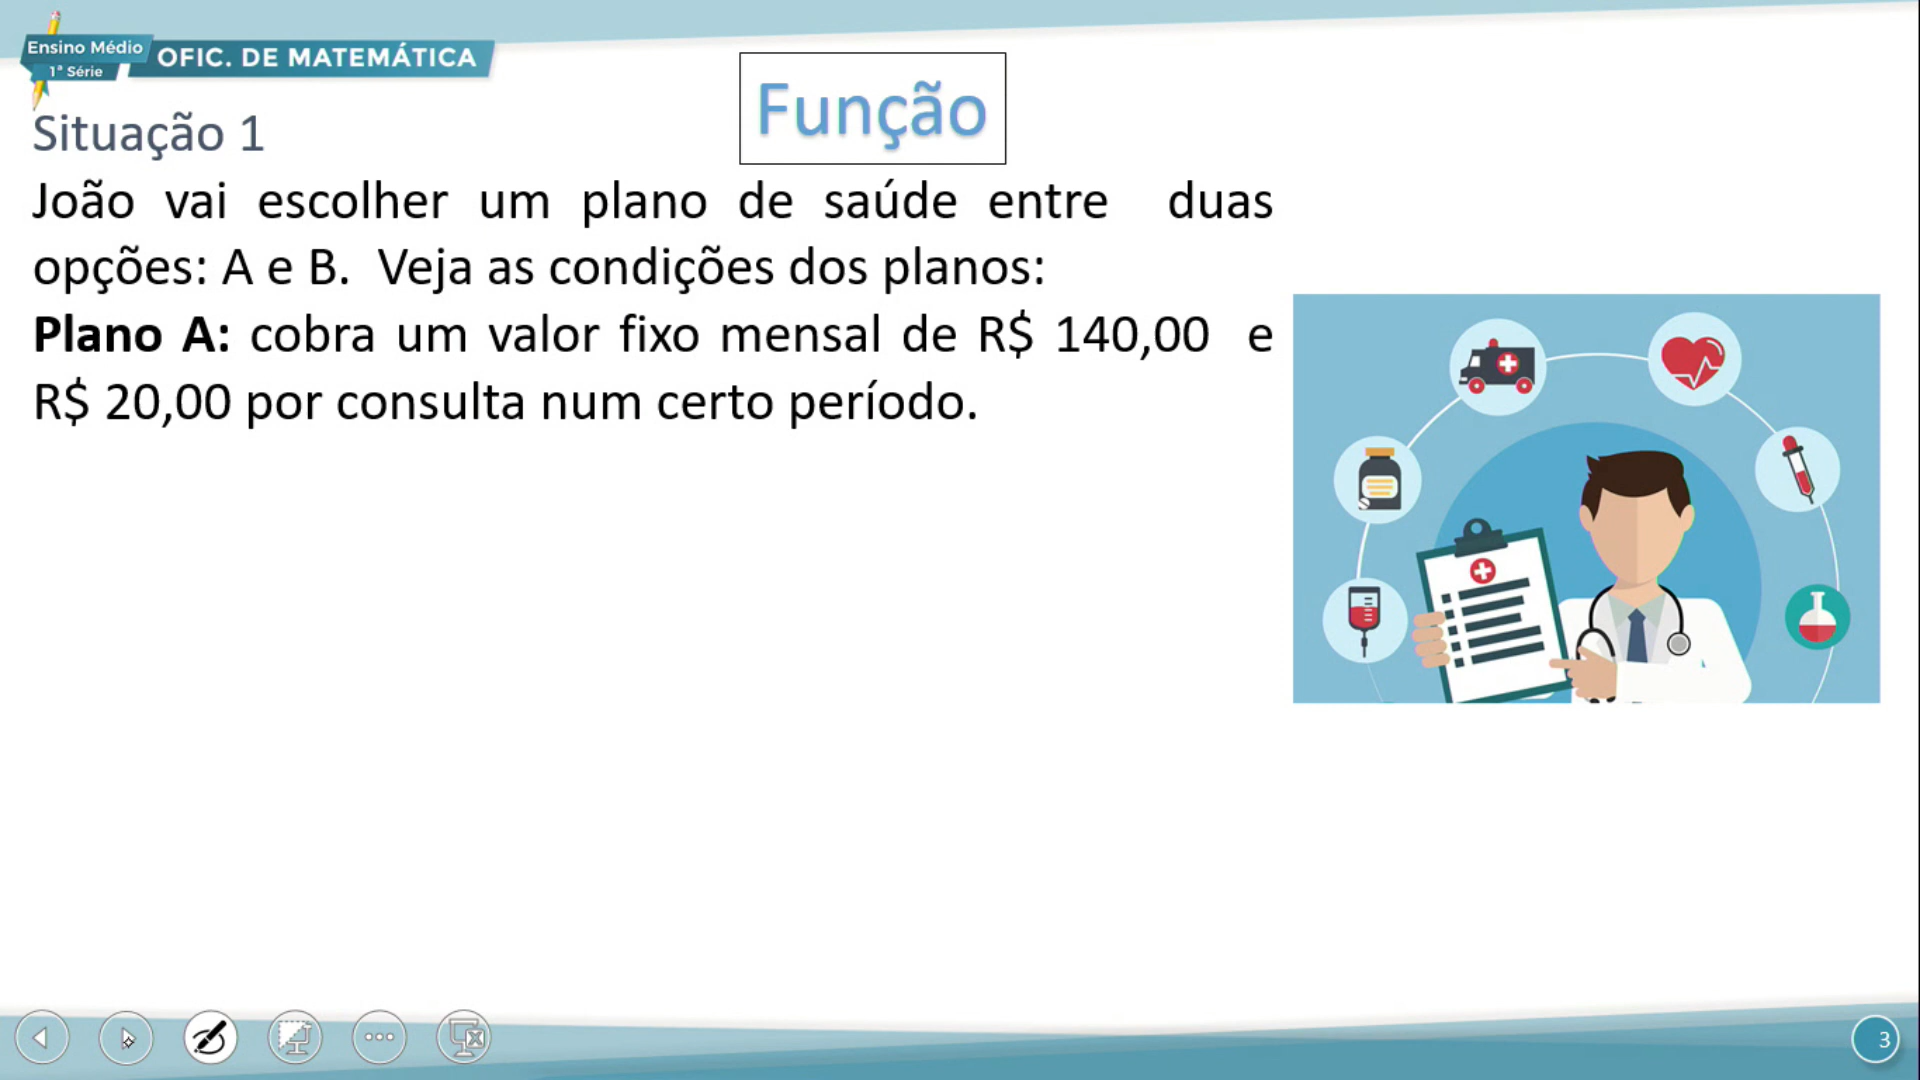 Ensino Médio
1ª Série
OFIC. DE MATEMÁTICA
Função
Situação 1
João vai escolher um plano de saúde entre duas
opções: A e B. Veja as condições dos planos:
Plano A: cobra um valor fixo mensal de R$ 140,00 e
R$ 20,00 por consulta num certo período.
3